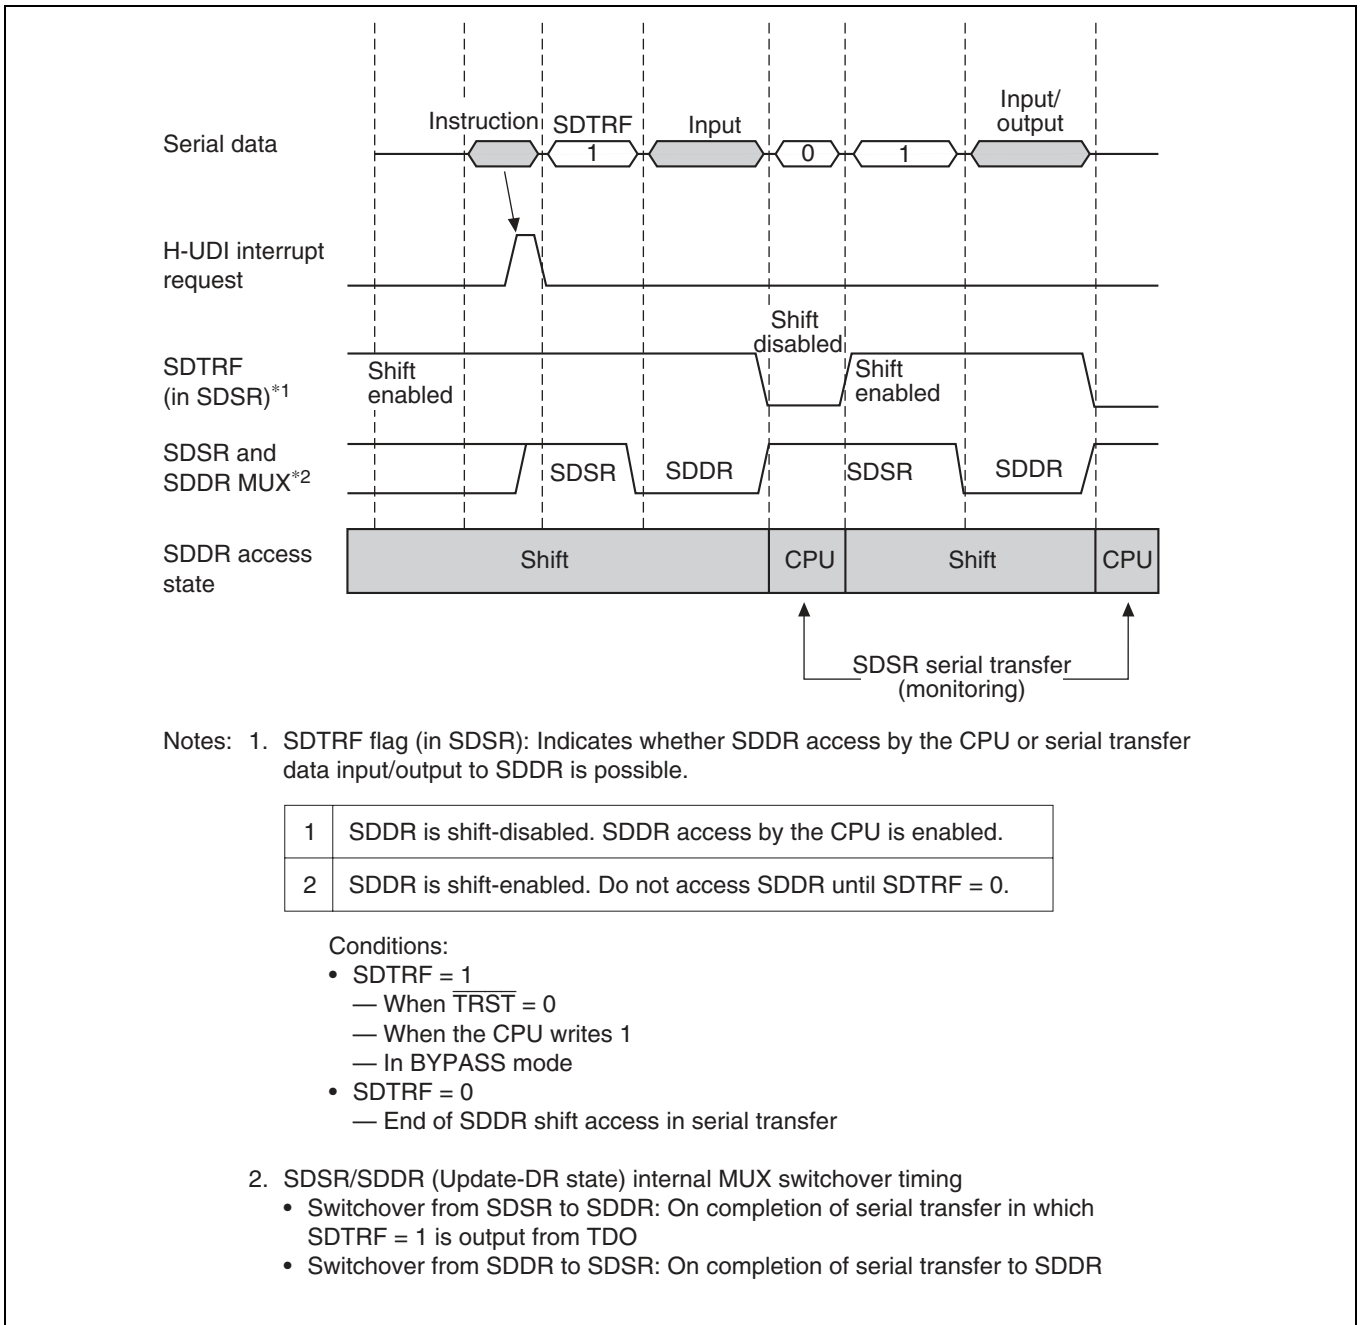 Serial data
Instruction
SDTRF
1
Input
0
1
Input/
output
H-UDI interrupt
request
SDTRF
(in SDSR)*1
Shift
enabled
Shift
disabled
Shift
enabled
SDSR and
SDDR MUX*2
SDSR
SDDR
SDSR
SDDR
SDDR access
state
Shift
CPU
Shift
CPU
SDSR serial transfer
(monitoring)
Notes: 1. SDTRF flag (in SDSR): Indicates whether SDDR access by the CPU or serial transfer
data input/output to SDDR is possible.
1 SDDR is shift-disabled. SDDR access by the CPU is enabled.
2 SDDR is shift-enabled. Do not access SDDR until SDTRF = 0.
Conditions:
• SDTRF = 1
— When T̅R̅S̅T̅ = 0
— When the CPU writes 1
— In BYPASS mode
• SDTRF = 0
— End of SDDR shift access in serial transfer
2. SDSR/SDDR (Update-DR state) internal MUX switchover timing
• Switchover from SDSR to SDDR: On completion of serial transfer in which
SDTRF = 1 is output from TDO
• Switchover from SDDR to SDSR: On completion of serial transfer to SDDR